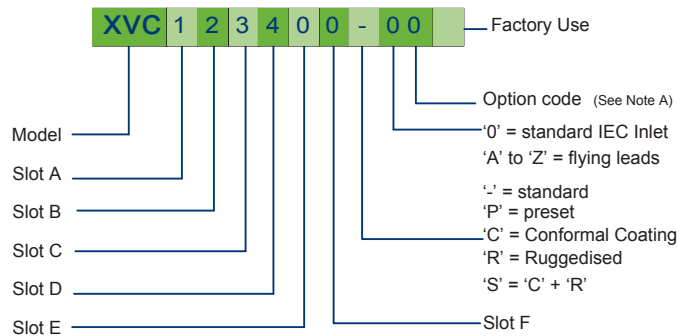 XVC 1 2 3 4 0 0 - 0 0
Factory Use
Option code (See Note A)
Model
‘0’ = standard IEC Inlet
‘A’ to ‘Z’ = flying leads
Slot A
‘-’ = standard
Slot B
‘P’ = preset
‘C’ = Conformal Coating
Slot C
‘R’ = Ruggedised
‘S’ = ‘C’ + ‘R’
Slot D
Slot E
Slot F